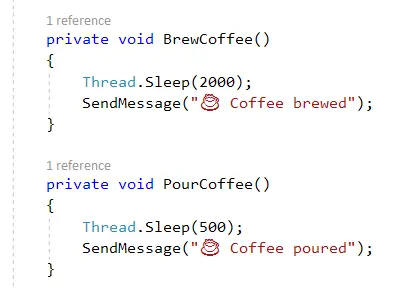 1 reference
private void BrewCoffee()
{
    Thread.Sleep(2000);
    SendMessage("☕ Coffee brewed");
}
1 reference
private void PourCoffee()
{
    Thread.Sleep(500);
    SendMessage("☕ Coffee poured");
}